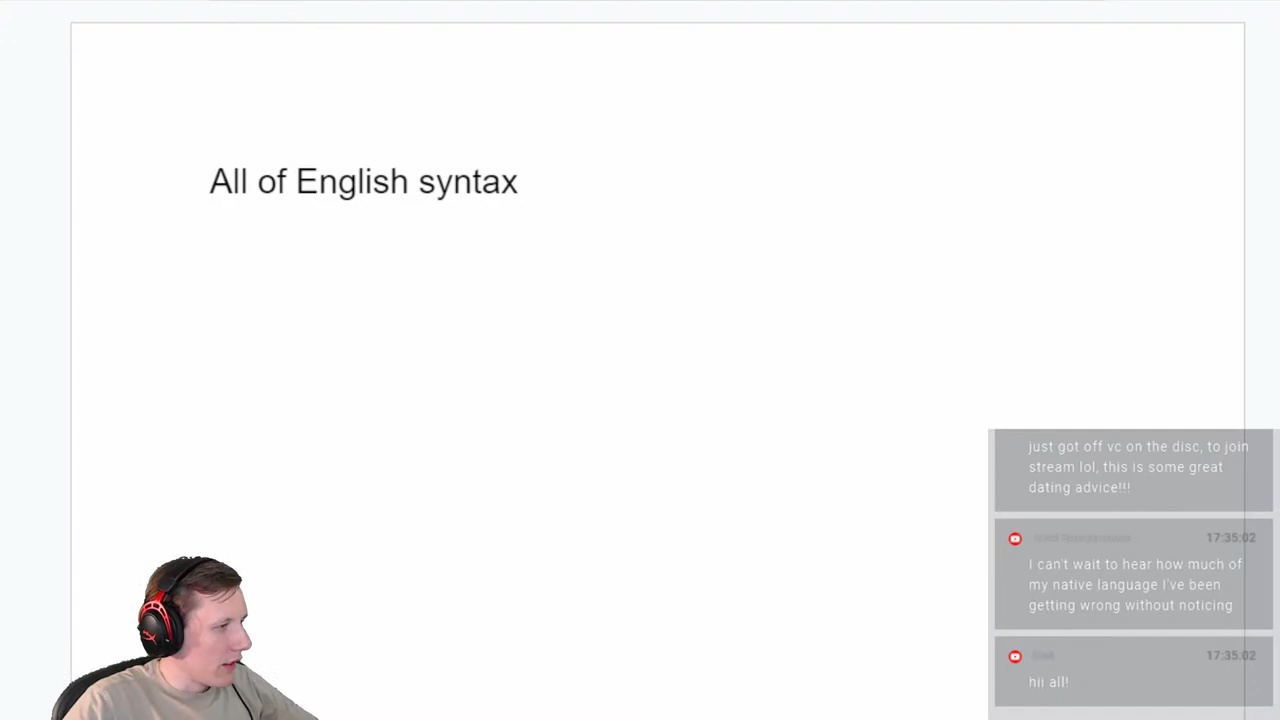 All of English syntax
just got off vc on the disc, to join
stream lol, this is some great
dating advice!!!
17:35:02
I can't wait to hear how much of
my native language I've been
getting wrong without noticing
17:35:02
hii all!